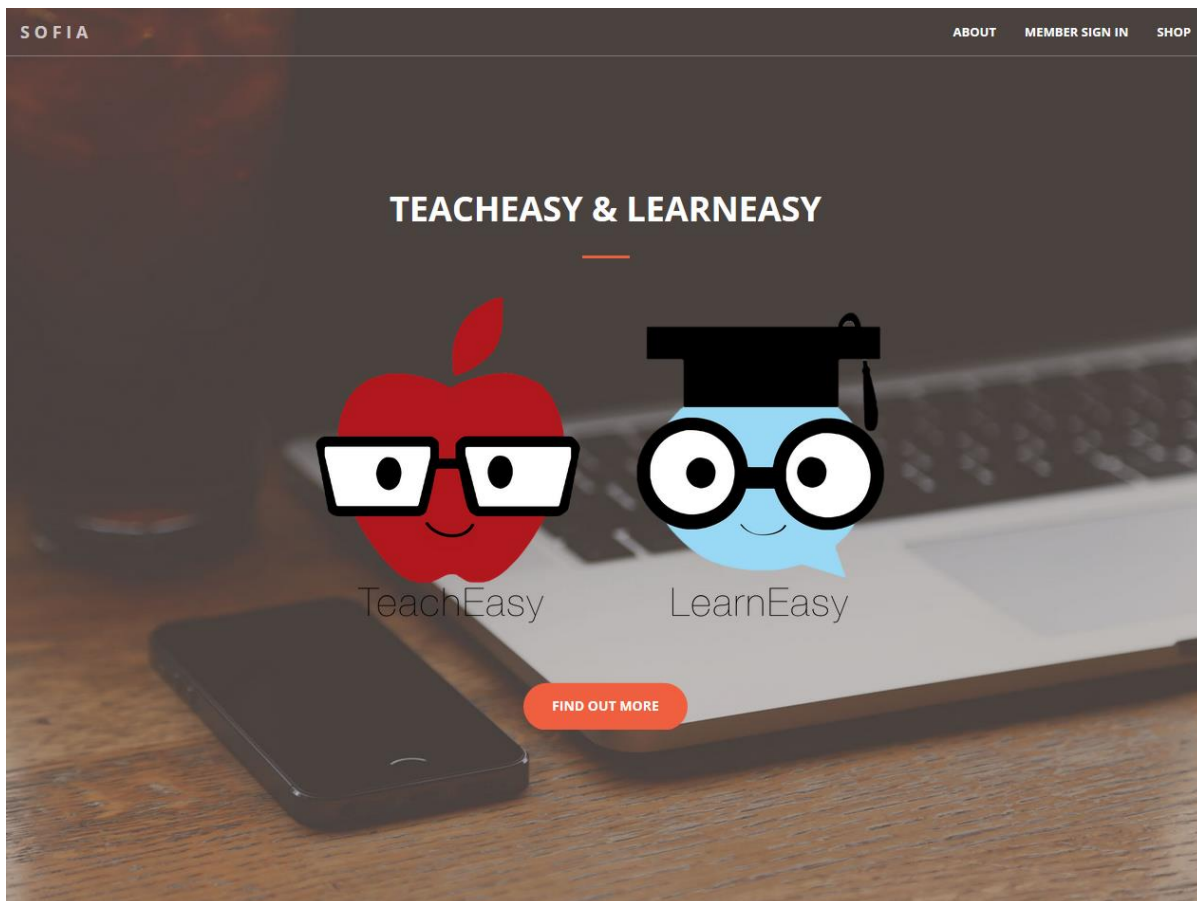 SOFIA
ABOUT MEMBER SIGN IN SHOP
TEACHEASY & LEARNEASY
TeachEasy LearnEasy
FIND OUT MORE